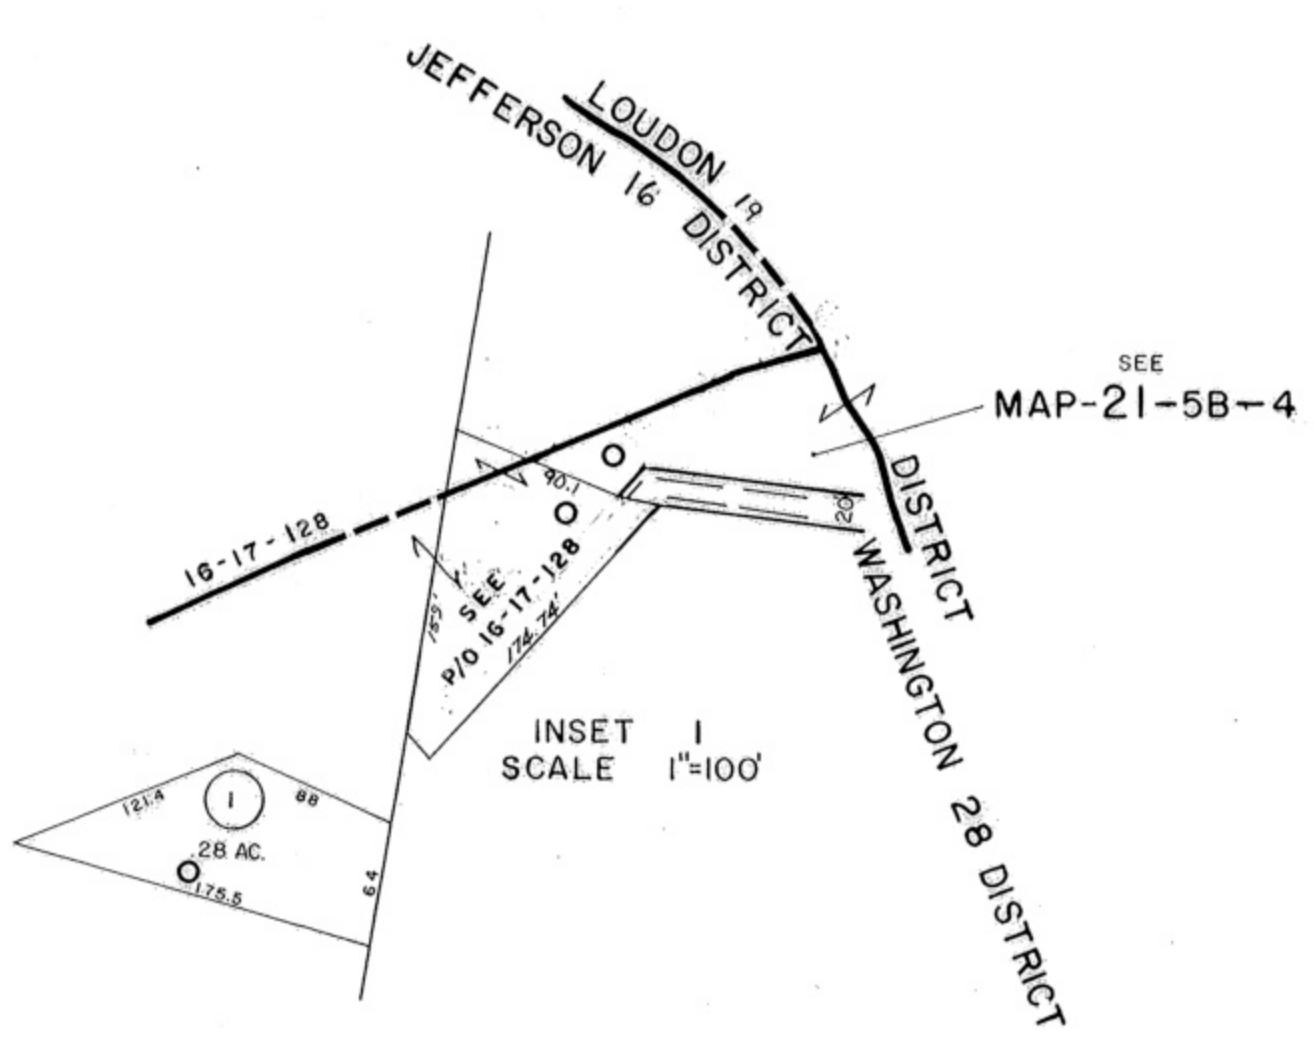 LOUDON 19 DISTRICT
JEFFERSON 16 DISTRICT
SEE
MAP-21-5B-4
16-17-128
90.1
20'
SEE
P/O 16-17-128
159'
174.74'
WASHINGTON 28 DISTRICT
INSET 1
SCALE 1"=100'
121.4
1
88
.28 AC.
64
175.5